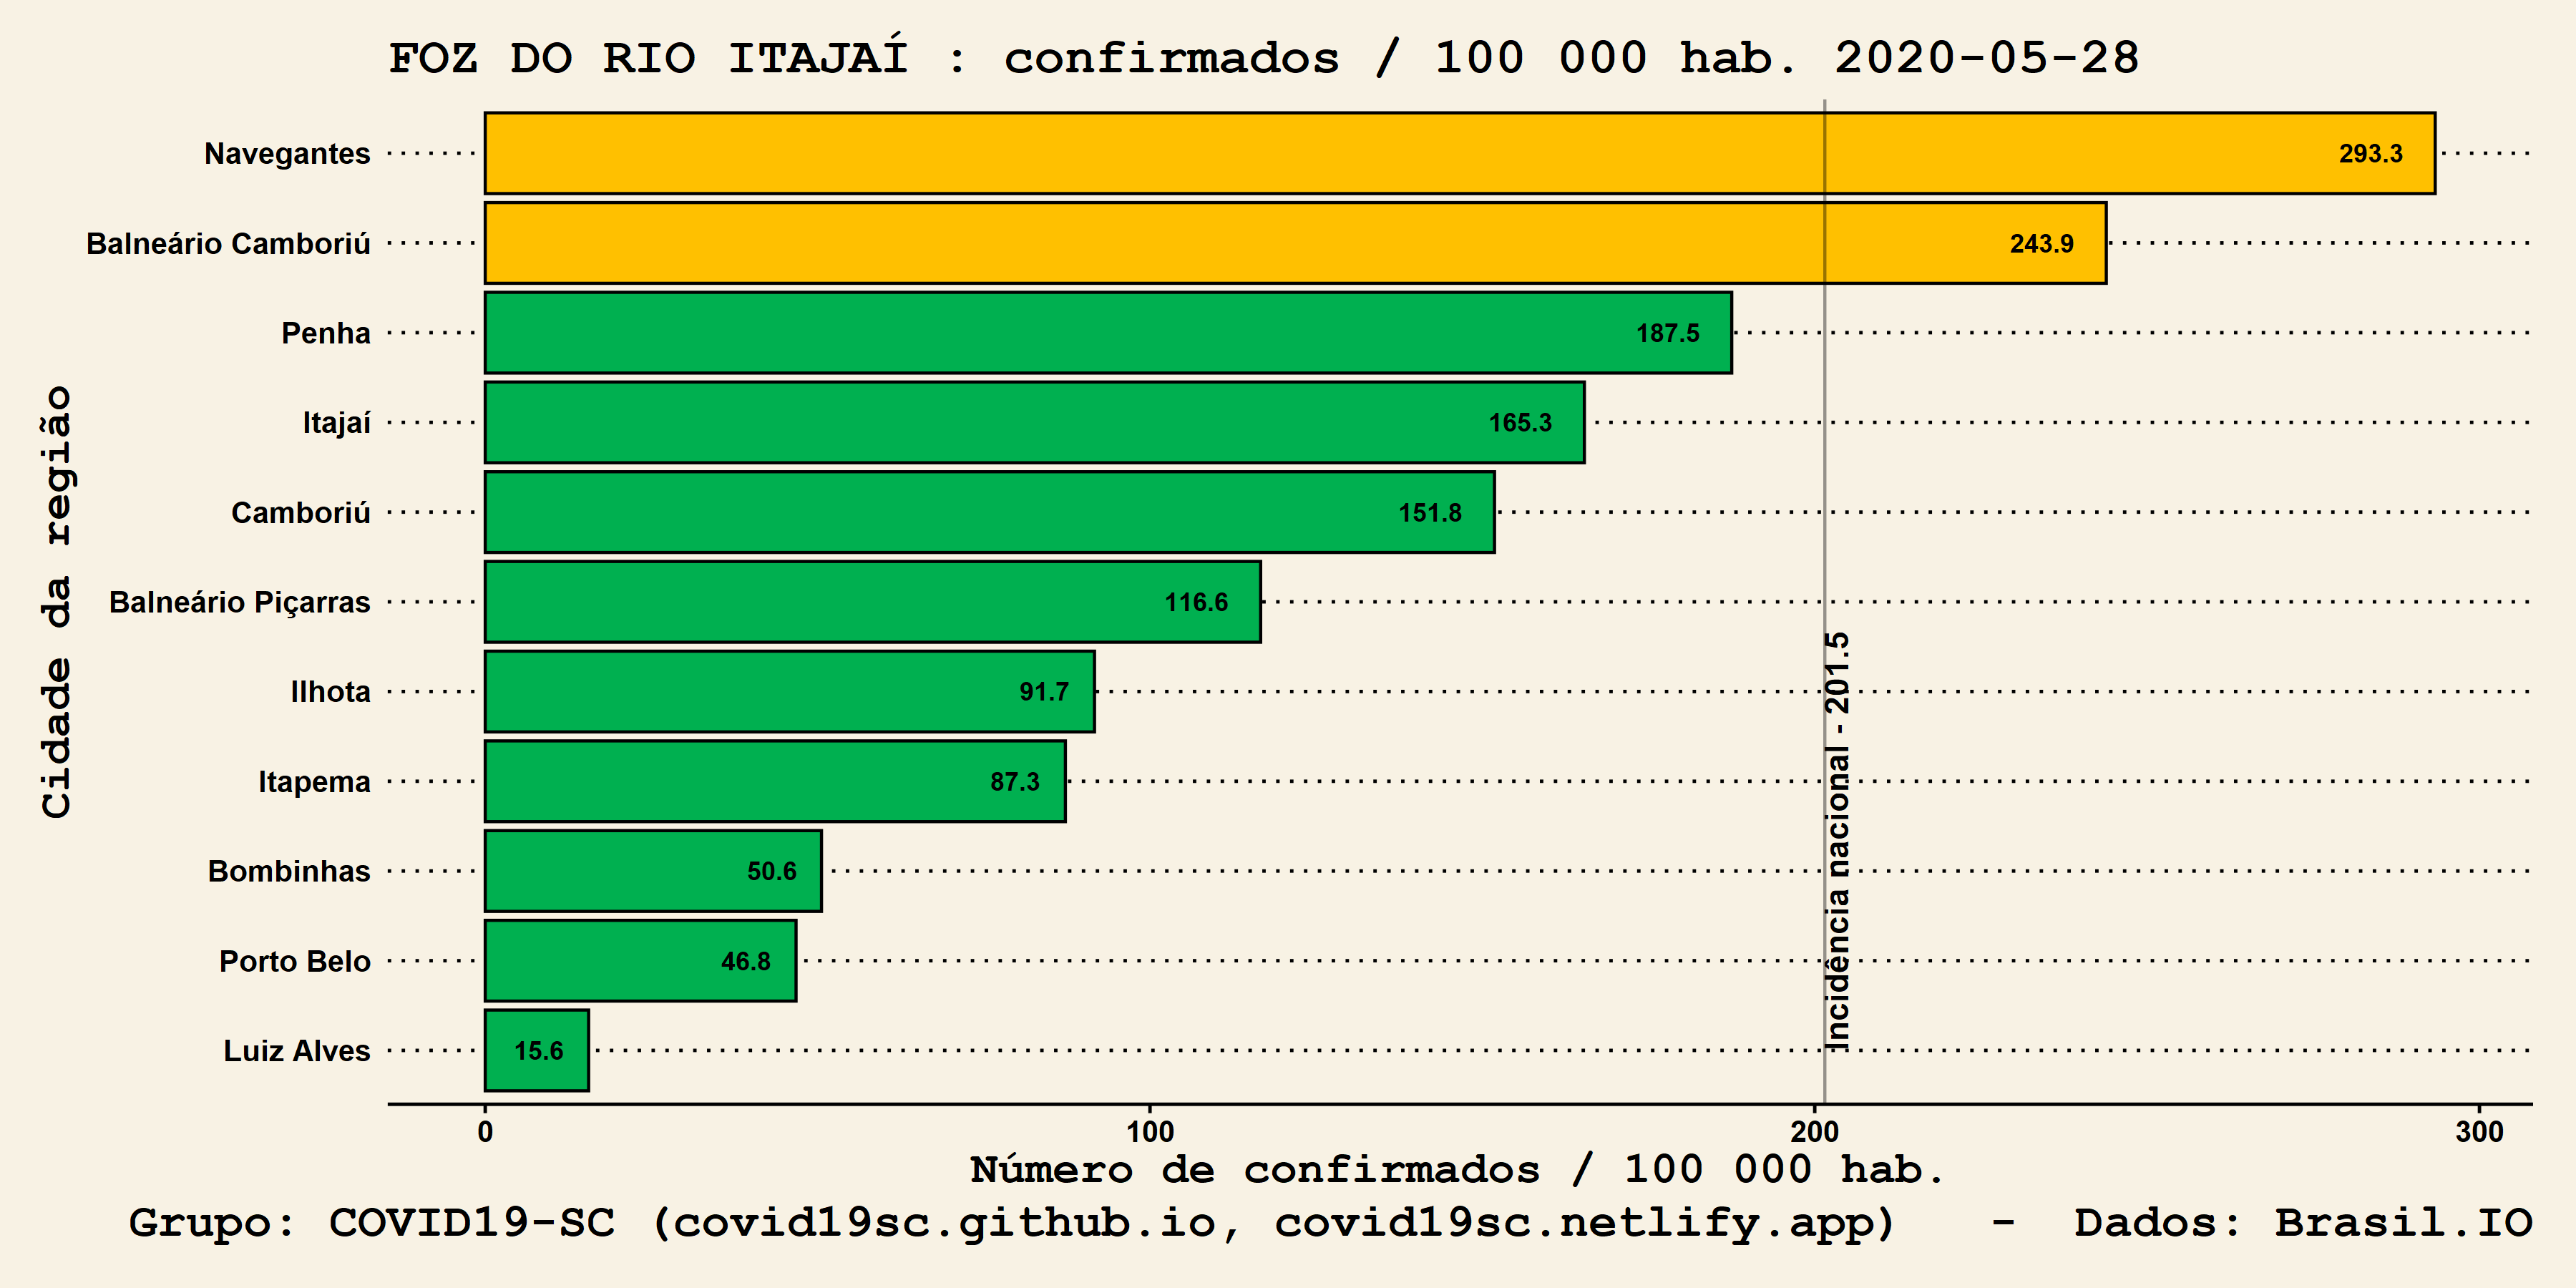 FOZ DO RIO ITAJAÍ : confirmados / 100 000 hab. 2020-05-28
Cidade da região
Navegantes 293.3
Balneário Camboriú 243.9
Penha 187.5
Itajaí 165.3
Camboriú 151.8
Balneário Piçarras 116.6
Ilhota 91.7
Itapema 87.3
Bombinhas 50.6
Porto Belo 46.8
Luiz Alves 15.6
Incidência nacional - 201.5
0 100 200 300
Número de confirmados / 100 000 hab.
Grupo: COVID19-SC (covid19sc.github.io, covid19sc.netlify.app) - Dados: Brasil.IO